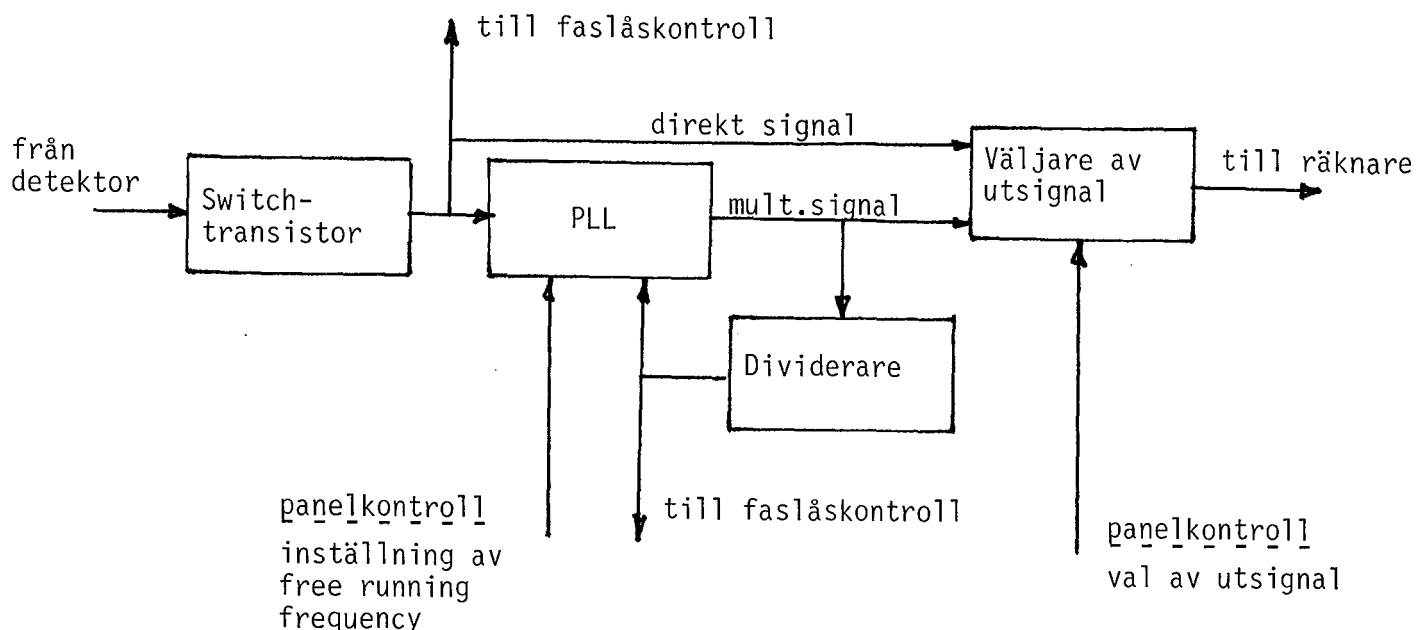 till faslåskontroll
direkt signal
från
detektor
Switch-
transistor
PLL
mult.signal
Väljare av
utsignal
till räknare
Dividerare
till faslåskontroll
panelkontroll
inställning av
free running
frequency
panelkontroll
val av utsignal